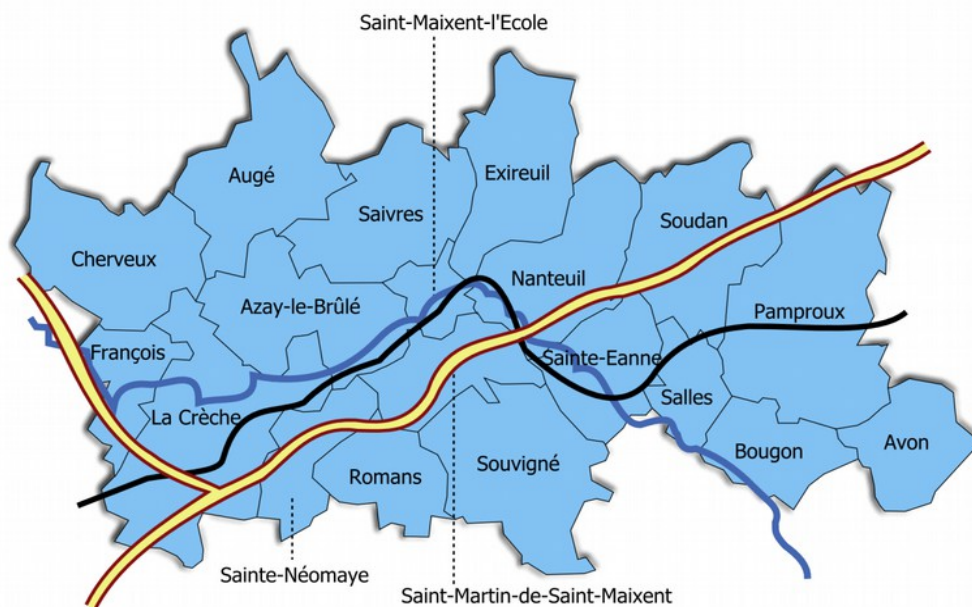 Saint-Maixent-l'Ecole
Augé
Exireuil
Saivres
Soudan
Cherveux
Nanteuil
Azay-le-Brûlé
Pamproux
François
Sainte-Eanne
La Crèche
Salles
Avon
Bougon
Souvigné
Romans
Sainte-Néomaye
Saint-Martin-de-Saint-Maixent